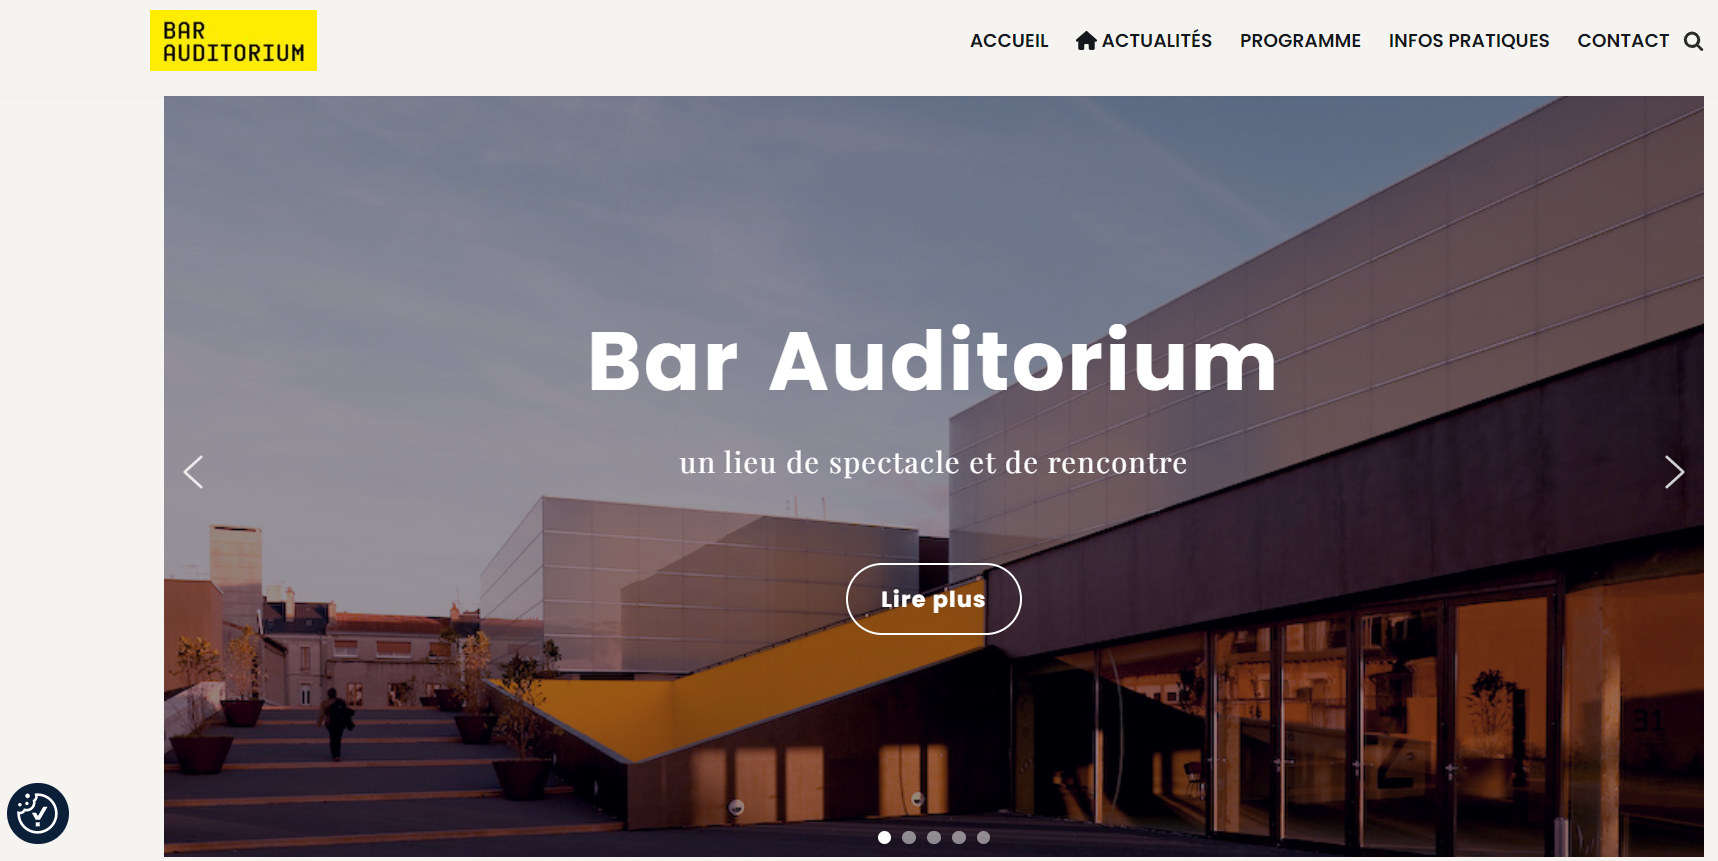 BAR
AUDITORIUM
ACCUEIL ACTUALITÉS PROGRAMME INFOS PRATIQUES CONTACT
Bar Auditorium
un lieu de spectacle et de rencontre
Lire plus
31